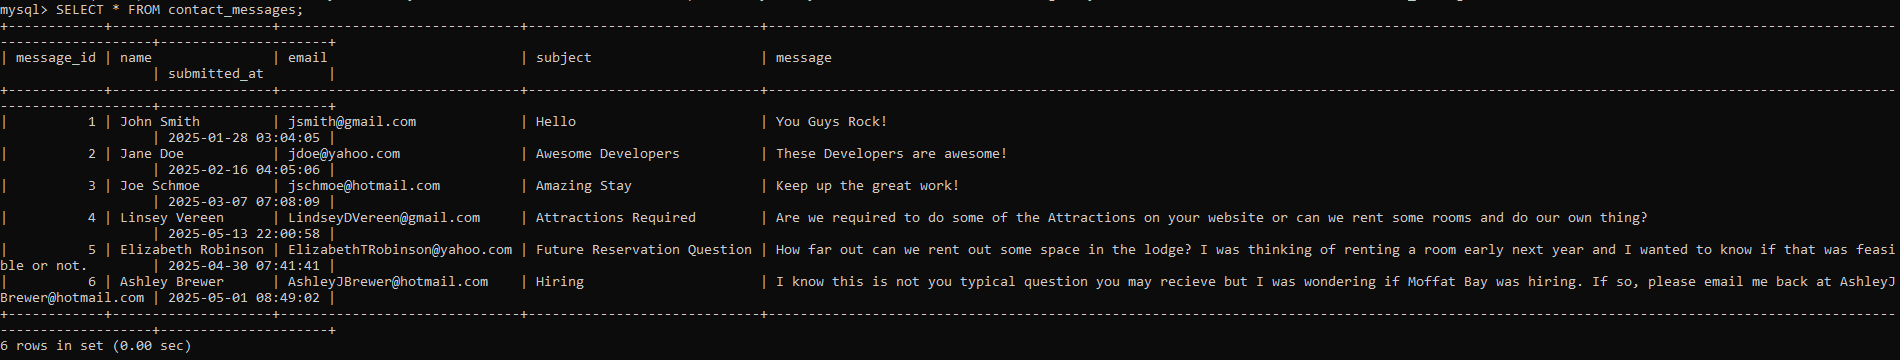 mysql> SELECT * FROM contact_messages;
+------------+--------------------+------------------------------+-----------------------------+---------------------------------------------------------------------------------------------------------------------------------------------
-------------------+---------------------+
| message_id | name               | email                        | subject                     | message
                   | submitted_at        |
+------------+--------------------+------------------------------+-----------------------------+---------------------------------------------------------------------------------------------------------------------------------------------
-------------------+---------------------+
|          1 | John Smith         | jsmith@gmail.com             | Hello                       | You Guys Rock!
                   | 2025-01-28 03:04:05 |
|          2 | Jane Doe           | jdoe@yahoo.com               | Awesome Developers          | These Developers are awesome!
                   | 2025-02-16 04:05:06 |
|          3 | Joe Schmoe         | jschmoe@hotmail.com          | Amazing Stay                | Keep up the great work!
                   | 2025-03-07 07:08:09 |
|          4 | Linsey Vereen      | LindseyDVereen@gmail.com     | Attractions Required        | Are we required to do some of the Attractions on your website or can we rent some rooms and do our own thing?
                   | 2025-05-13 22:00:58 |
|          5 | Elizabeth Robinson | ElizabethTRobinson@yahoo.com | Future Reservation Question | How far out can we rent out some space in the lodge? I was thinking of renting a room early next year and I wanted to know if that was feasi
ble or not.        | 2025-04-30 07:41:41 |
|          6 | Ashley Brewer      | AshleyJBrewer@hotmail.com    | Hiring                      | I know this is not you typical question you may recieve but I was wondering if Moffat Bay was hiring. If so, please email me back at AshleyJ
Brewer@hotmail.com | 2025-05-01 08:49:02 |
+------------+--------------------+------------------------------+-----------------------------+---------------------------------------------------------------------------------------------------------------------------------------------
-------------------+---------------------+
6 rows in set (0.00 sec)